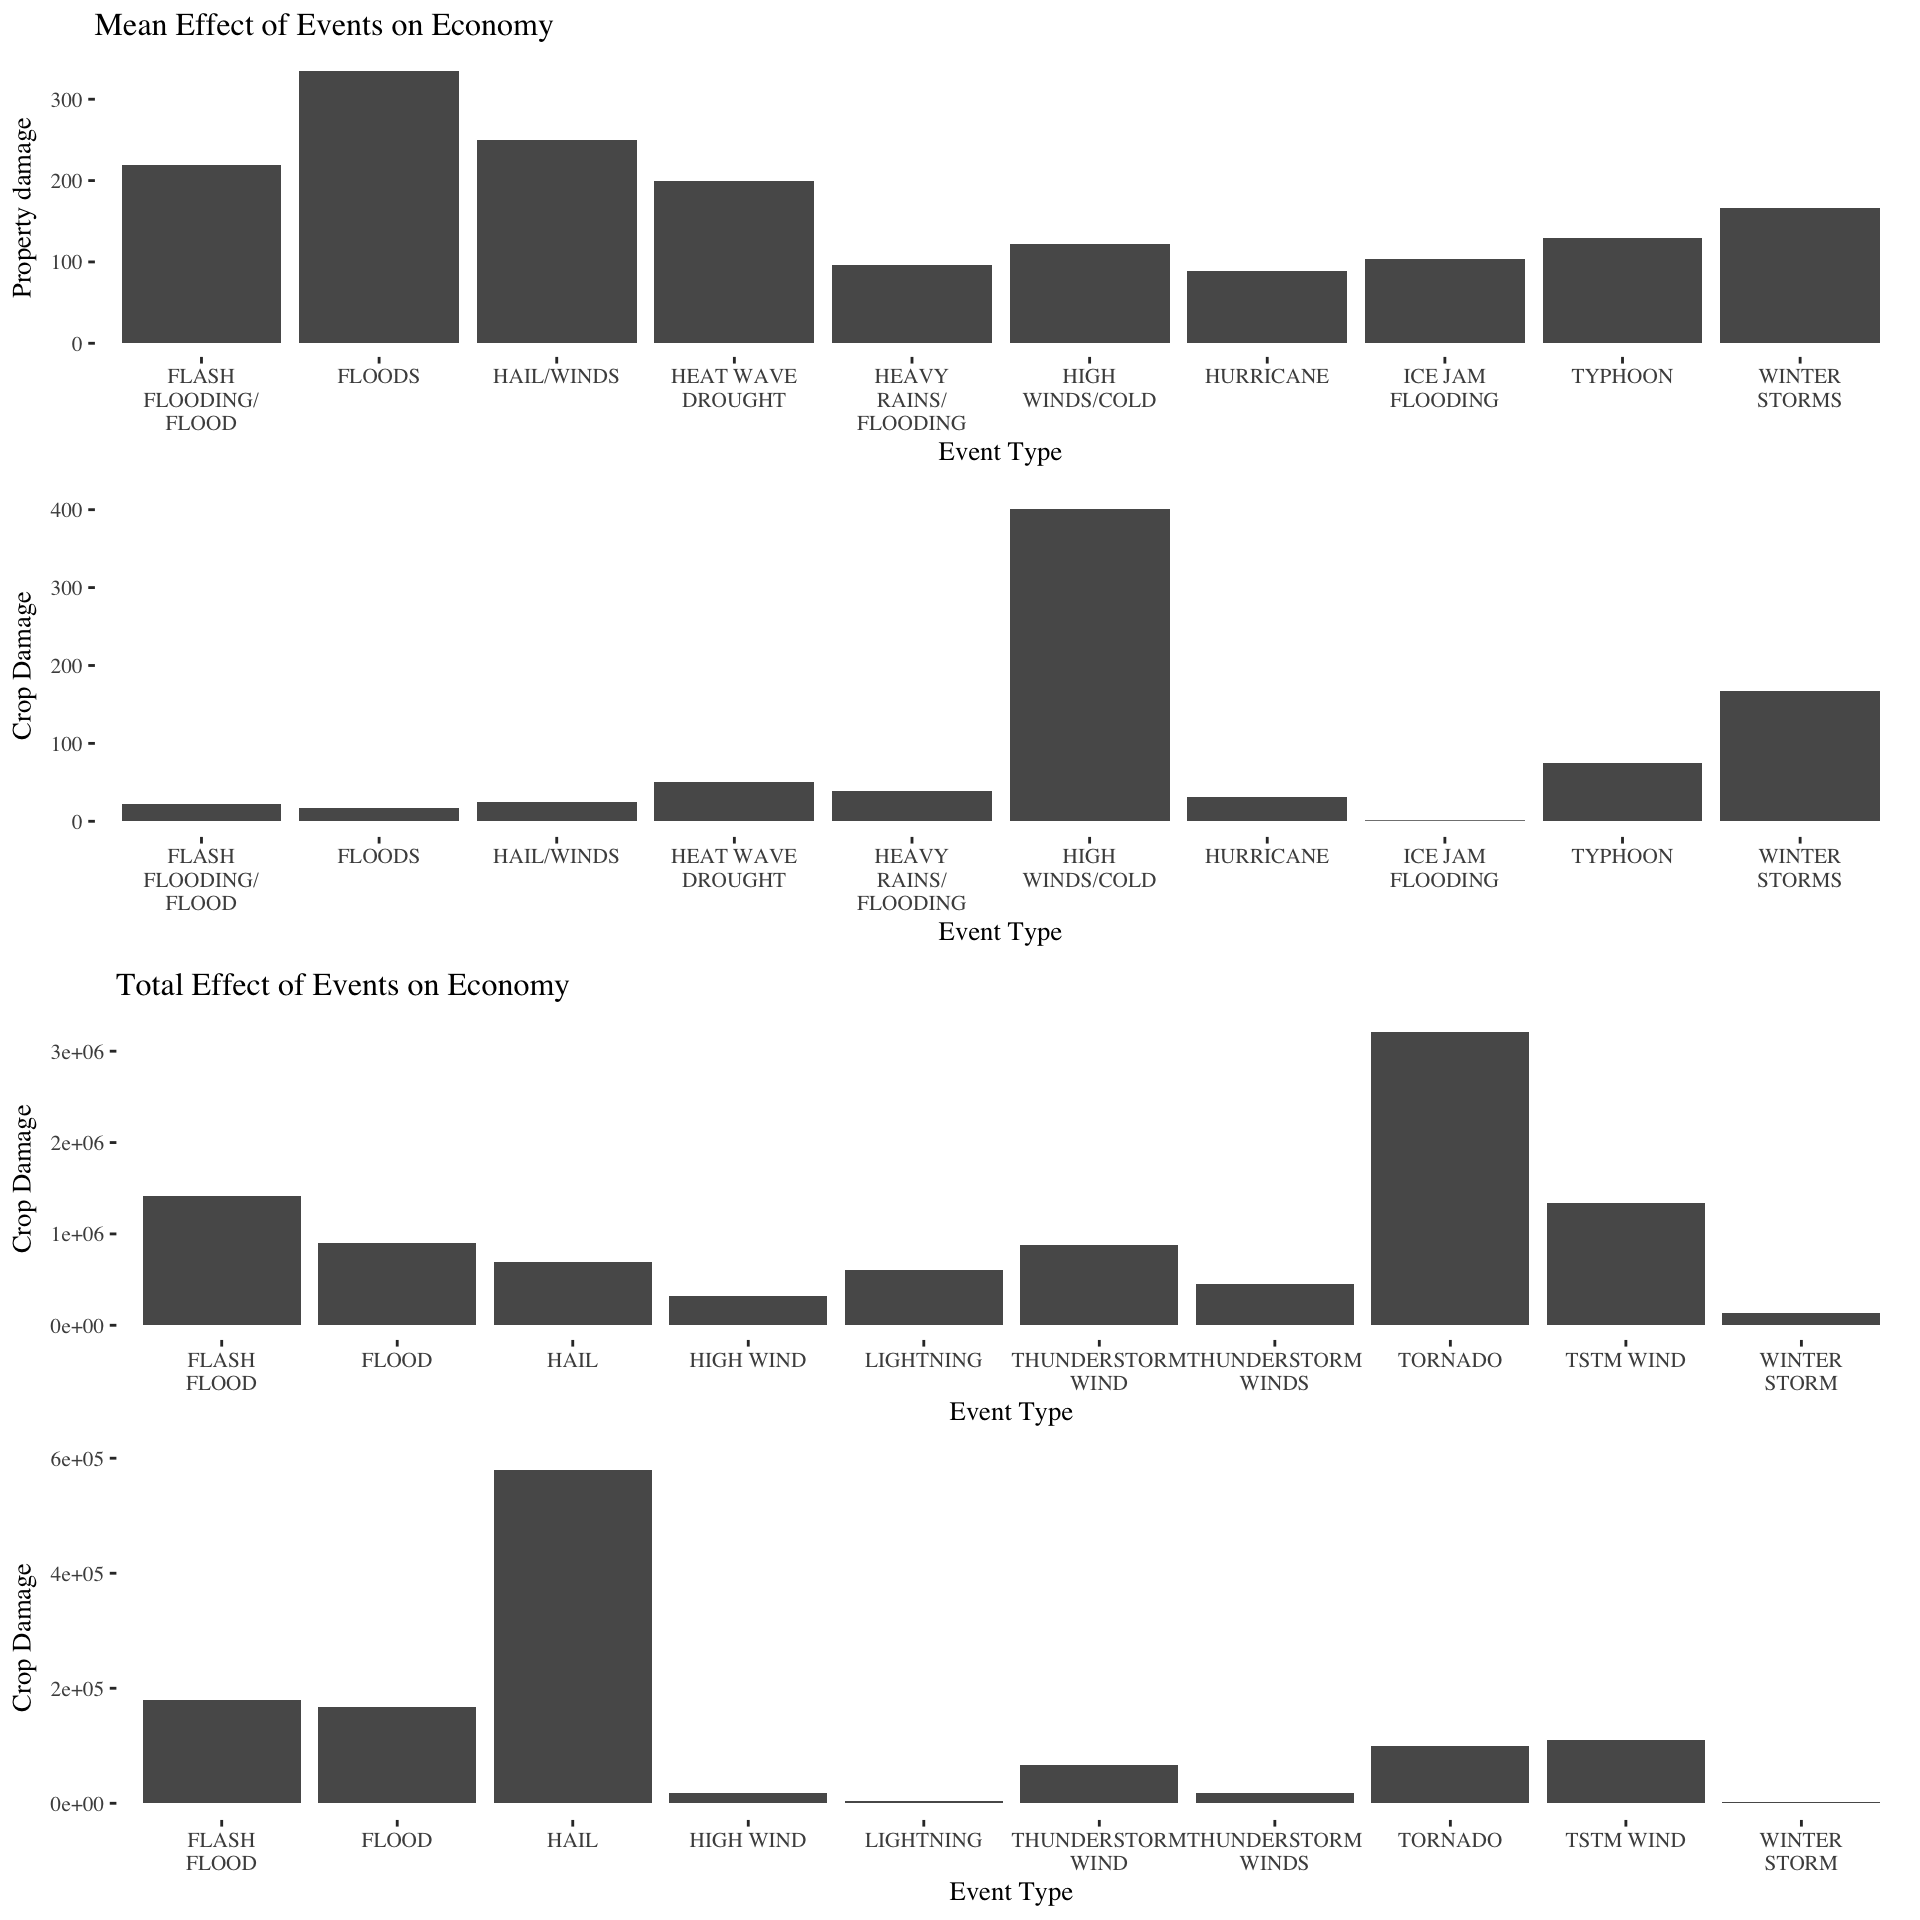 Mean Effect of Events on Economy
Property damage
300
200
100
0
FLASH FLOODS HAIL/WINDS HEAT WAVE HEAVY HIGH HURRICANE ICE JAM TYPHOON WINTER
FLOODING/ DROUGHT RAINS/ WINDS/COLD FLOODING STORMS
FLOOD FLOODING
Event Type
Crop Damage
400
300
200
100
0
FLASH FLOODS HAIL/WINDS HEAT WAVE HEAVY HIGH HURRICANE ICE JAM TYPHOON WINTER
FLOODING/ DROUGHT RAINS/ WINDS/COLD FLOODING STORMS
FLOOD FLOODING
Event Type
Total Effect of Events on Economy
Crop Damage
3e+06
2e+06
1e+06
0e+00
FLASH FLOOD HAIL HIGH WIND LIGHTNING THUNDERSTORM THUNDERSTORM TORNADO TSTM WIND WINTER
FLOOD WIND WINDS STORM
Event Type
Crop Damage
6e+05
4e+05
2e+05
0e+00
FLASH FLOOD HAIL HIGH WIND LIGHTNING THUNDERSTORM THUNDERSTORM TORNADO TSTM WIND WINTER
FLOOD WIND WINDS STORM
Event Type